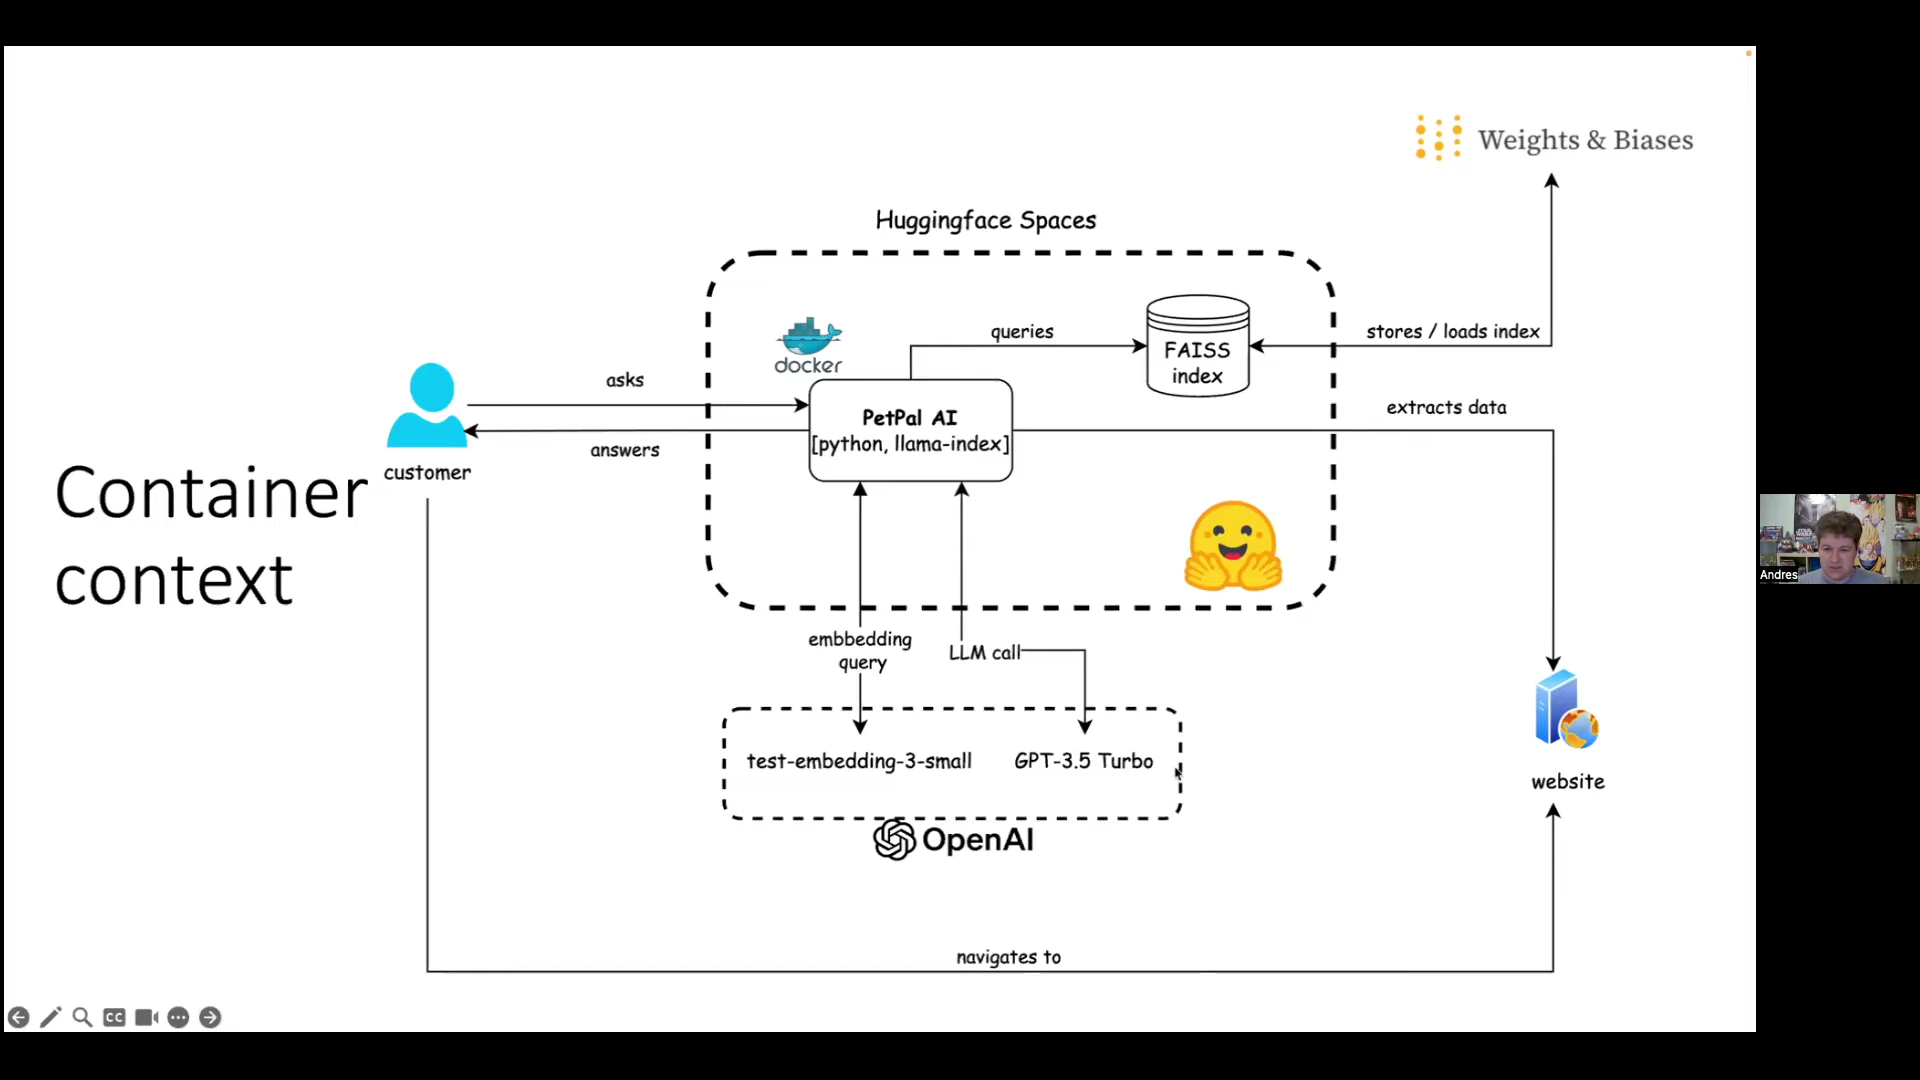 Weights & Biases
Huggingface Spaces
docker
queries
FAISS
index
stores / loads index
asks
PetPal AI
[python, llama-index]
answers
extracts data
customer
Container
context
embbedding
query
LLM call
test-embedding-3-small
GPT-3.5 Turbo
OpenAI
website
navigates to
Andres
CC